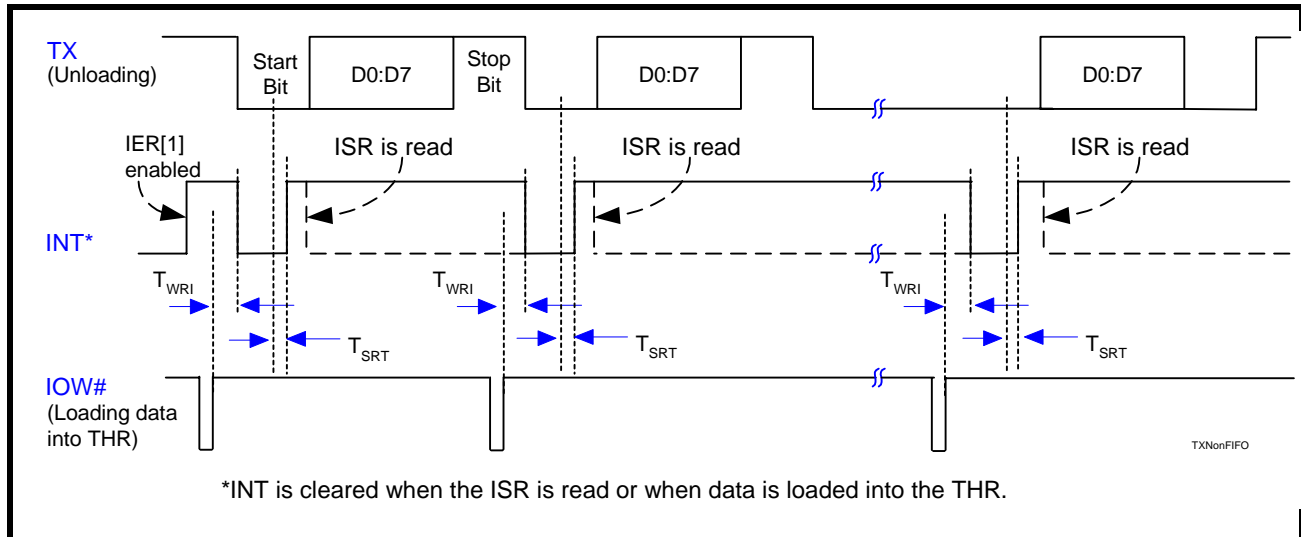 TX
(Unloading)
Start
Bit
D0:D7
Stop
Bit
D0:D7
D0:D7
IER[1]
enabled
ISR is read
ISR is read
ISR is read
INT*
TWRI
TWRI
TWRI
TSRT
TSRT
TSRT
IOW#
(Loading data
into THR)
TXNonFIFO
*INT is cleared when the ISR is read or when data is loaded into the THR.